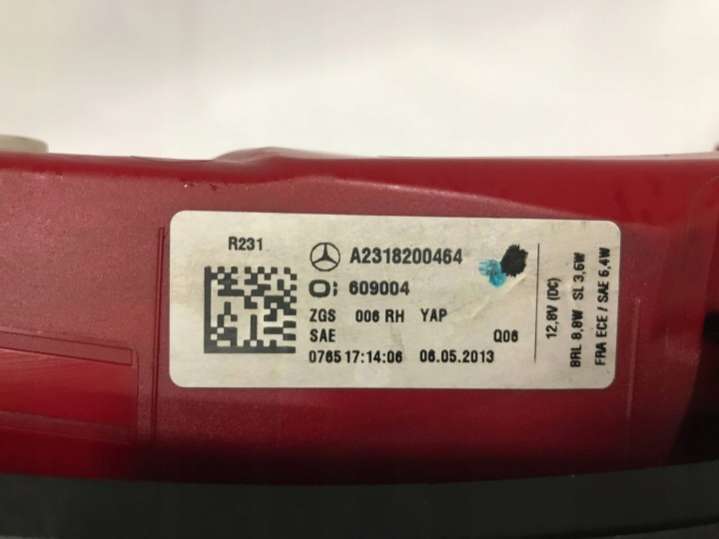 R231
A2318200464
609004
ZGS 006 RH YAP
SAE Q06
0765 17:14:06 06.05.2013
12,8V (DC)
BRL 8,8W SL 3,6W
FRA ECE / SAE 6,4W